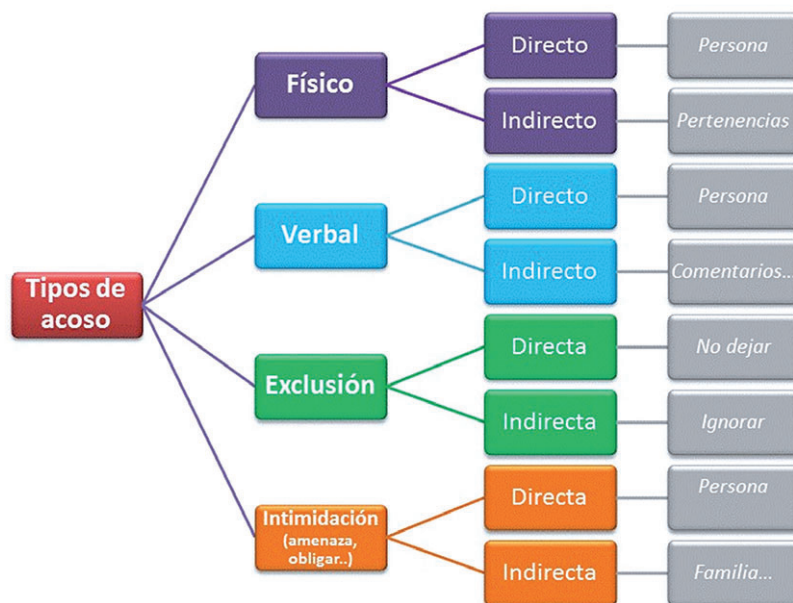 Tipos de
acoso
Físico
Directo
Persona
Indirecto
Pertenencias
Verbal
Directo
Persona
Indirecto
Comentarios...
Exclusión
Directa
No dejar
Indirecta
Ignorar
Intimidación
(amenaza,
obligar..)
Directa
Persona
Indirecta
Familia...